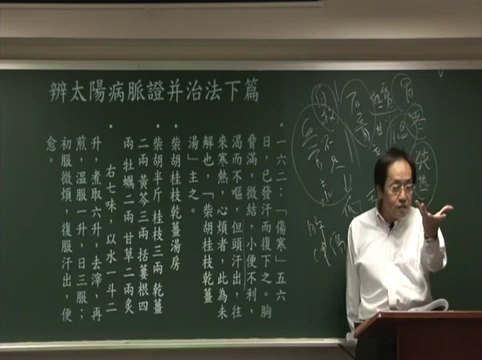 辨太陽病脈證并治法下篇
・一六二：「傷寒」五六
日，已發汗而復下之。胸
脅滿，微結，小便不利，
渴而不嘔，但頭汗出，往
來寒熱，心煩者，此為未
解也，「柴胡桂枝乾薑
湯」主之。
・柴胡桂枝乾薑湯房
・柴胡半斤 桂枝三兩 乾薑
二兩 黃芩三兩 括蔞根四
兩 牡蠣二兩 甘草二兩炙
右七味，以水一斗二
升，煮取六升，去滓，再
煎，溫服一升，日三服；
初服微煩，復服汗出，便
愈。